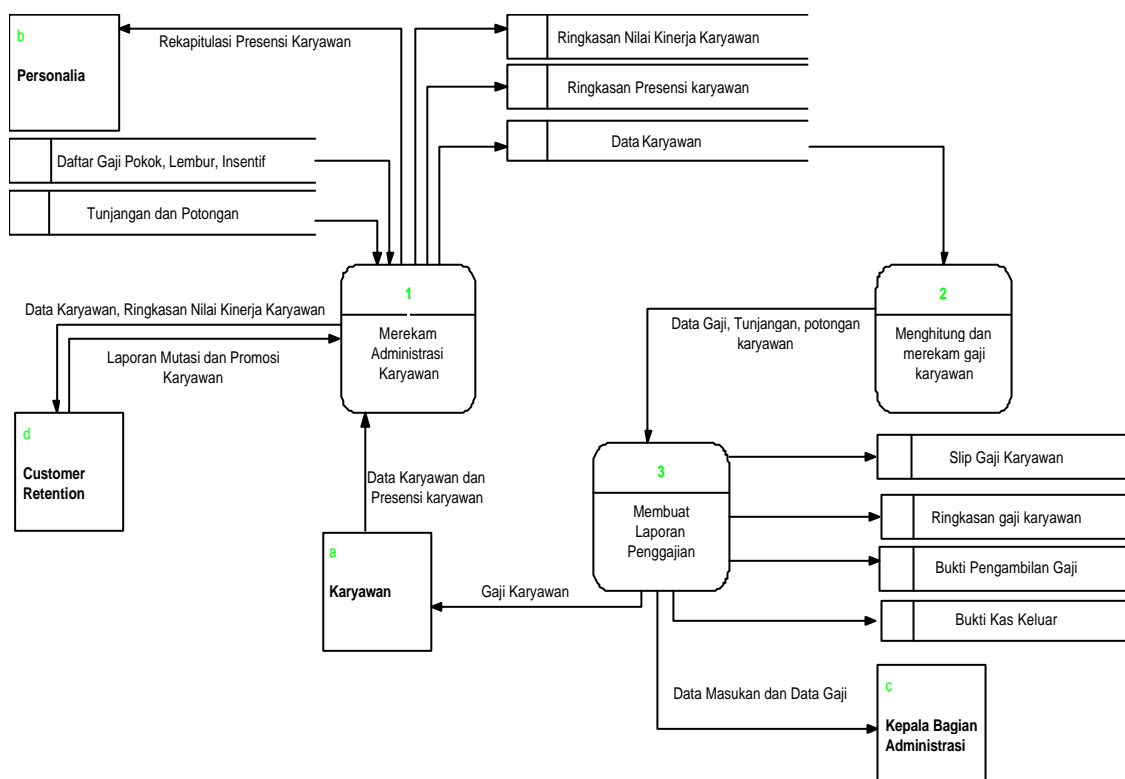 b
Personalia
Rekapitulasi Presensi Karyawan
Ringkasan Nilai Kinerja Karyawan
Ringkasan Presensi karyawan
Data Karyawan
Daftar Gaji Pokok, Lembur, Insentif
Tunjangan dan Potongan
1
Merekam
Administrasi
Karyawan
2
Menghitung dan
merekam gaji
karyawan
Data Karyawan, Ringkasan Nilai Kinerja Karyawan
Laporan Mutasi dan Promosi
Karyawan
Data Gaji, Tunjangan, potongan
karyawan
d
Customer
Retention
Data Karyawan dan
Presensi karyawan
3
Membuat
Laporan
Penggajian
Slip Gaji Karyawan
Ringkasan gaji karyawan
Bukti Pengambilan Gaji
Bukti Kas Keluar
a
Karyawan
Gaji Karyawan
Data Masukan dan Data Gaji
c
Kepala Bagian
Administrasi